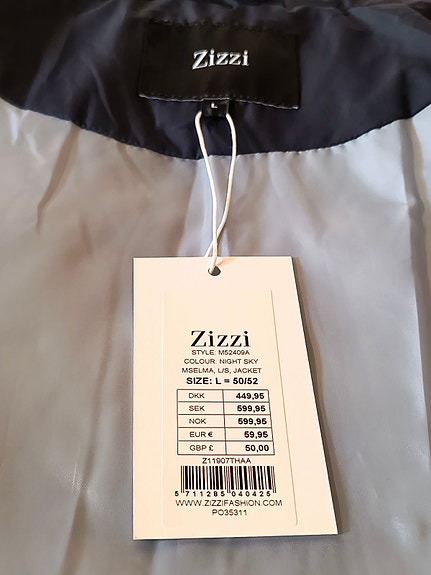 Zizzi
L
Zizzi
STYLE: M52409A
COLOUR: NIGHT SKY
MSELMA, L/S, JACKET
SIZE: L = 50/52
DKK 449,95
SEK 599,95
NOK 599,95
EUR € 59,95
GBP £ 50,00
Z11907THAA
5 711285 040425
WWW.ZIZZIFASHION.COM
PO35311